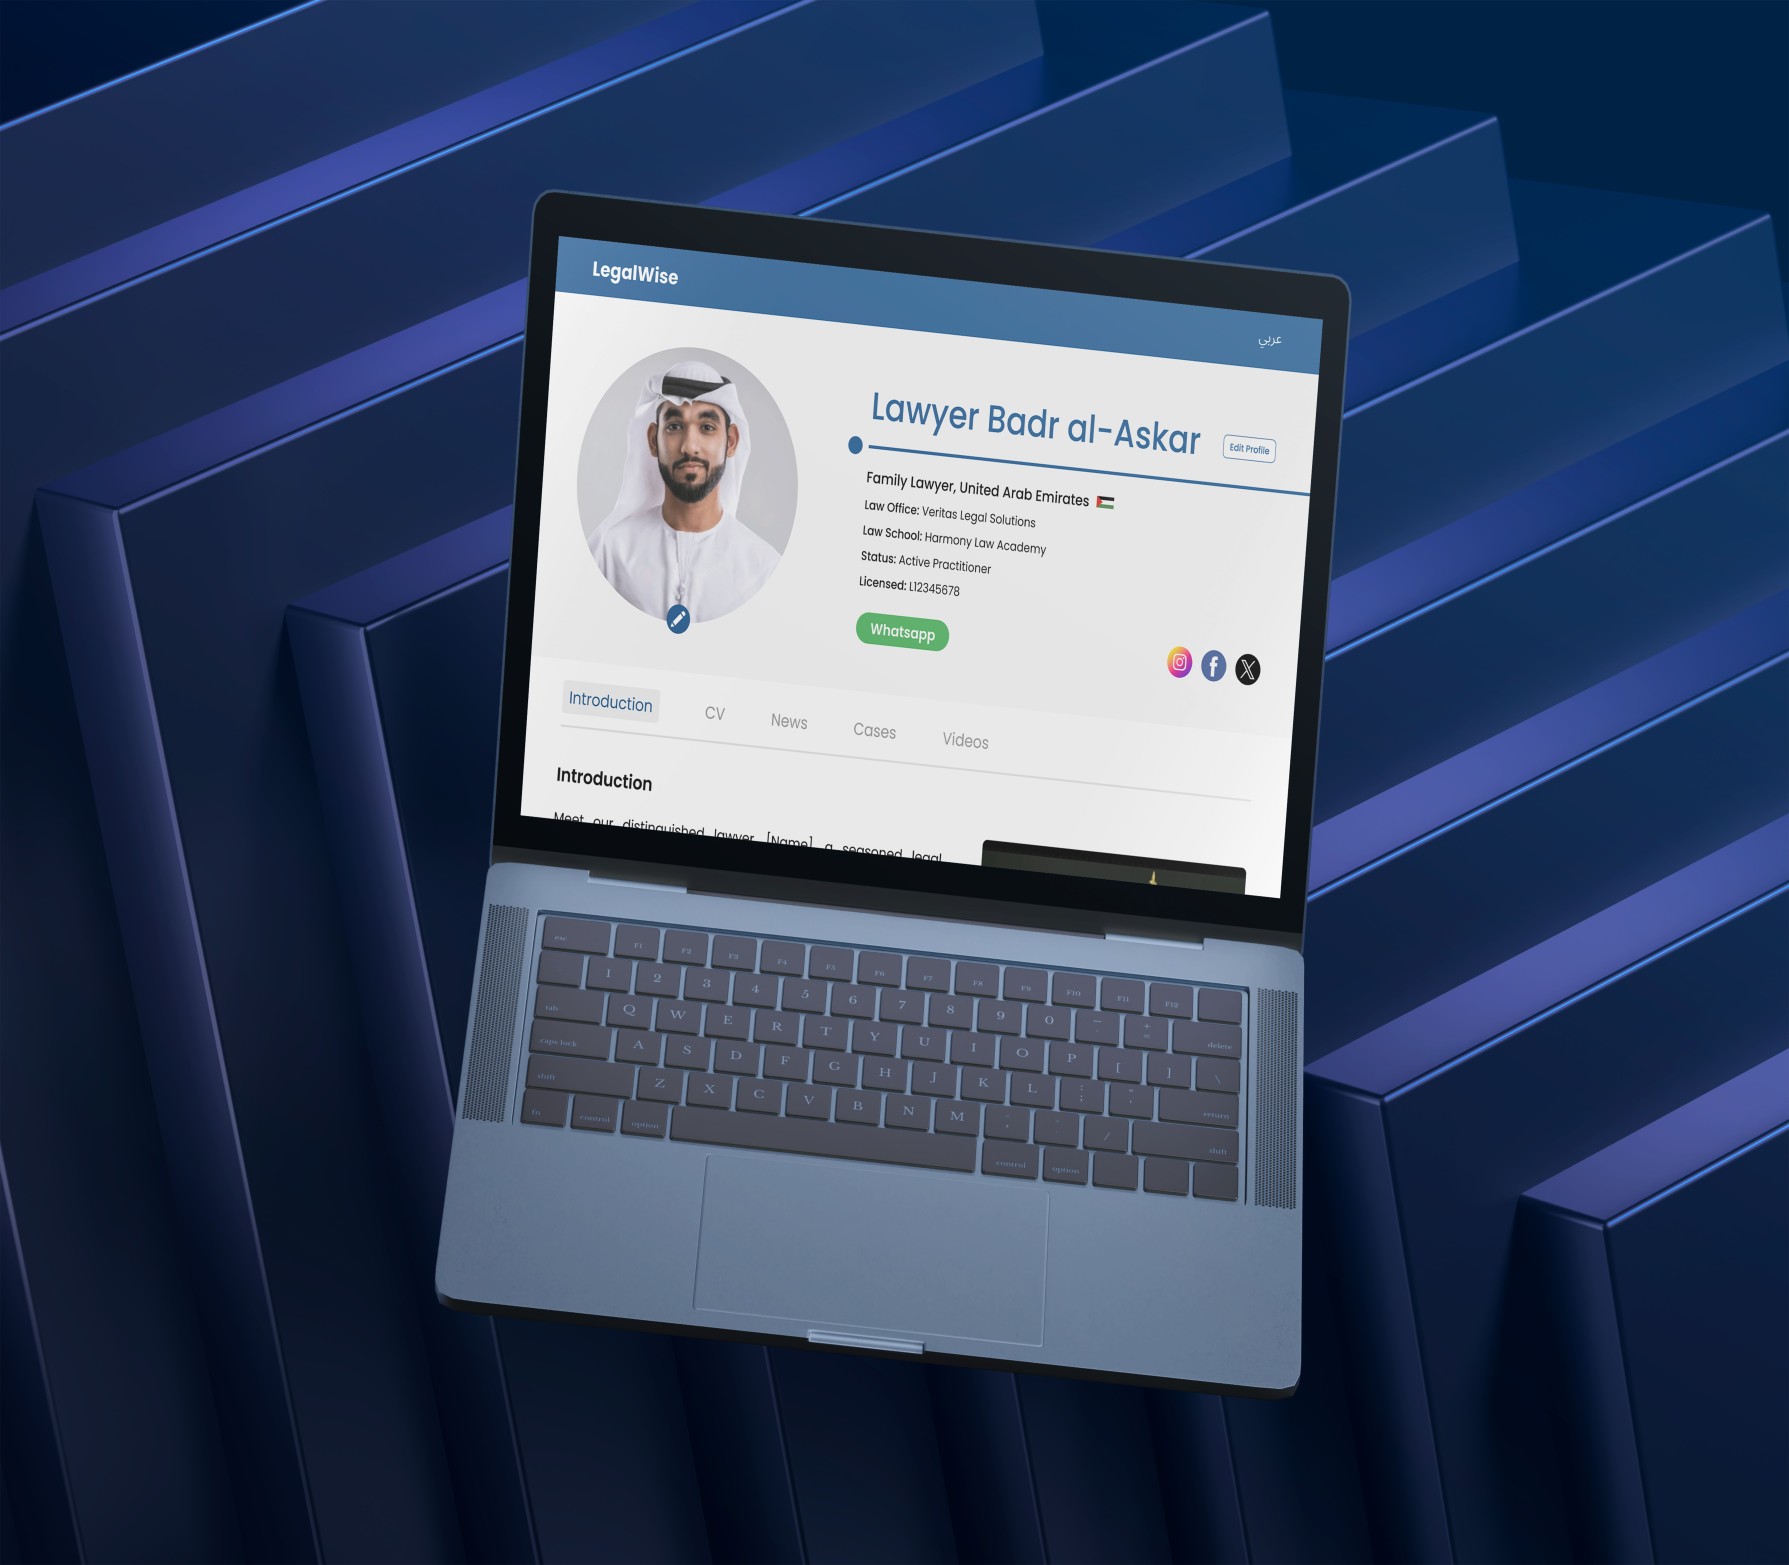 LegalWise
عربي
Lawyer Badr al-Askar
Edit Profile
Family Lawyer, United Arab Emirates
Law Office: Veritas Legal Solutions
Law School: Harmony Law Academy
Status: Active Practitioner
Licensed: L12345678
Whatsapp
Introduction CV News Cases Videos
Introduction
Meet our distinguished lawyer, [Name], a seasoned legal
esc F1 F2 F3 F4 F5 F6 F7 F8 F9 F10 F11 F12
1 2 3 4 5 6 7 8 9 0 - + = delete
tab Q W E R T Y U I O P [ ] \
caps lock A S D F G H J K L : ; return
shift Z X C V B N M / shift
fn control option control option